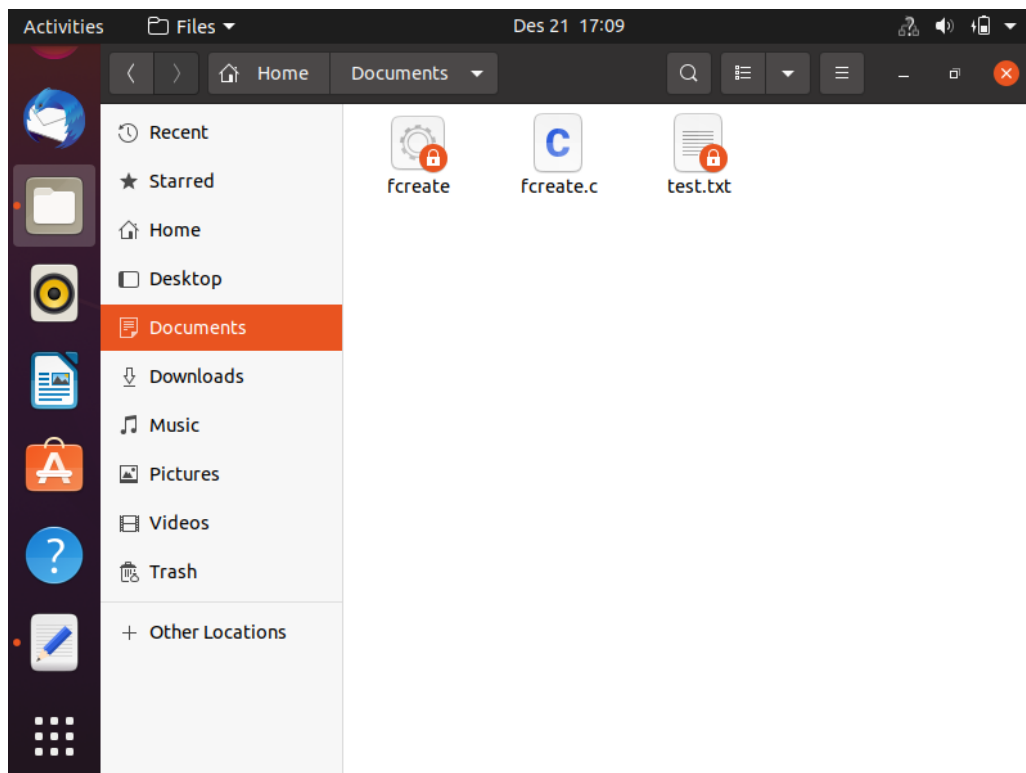 Activities Files Des 21 17:09
Home Documents
Recent
Starred
Home
Desktop
Documents
Downloads
Music
Pictures
Videos
Trash
Other Locations
fcreate fcreate.c test.txt